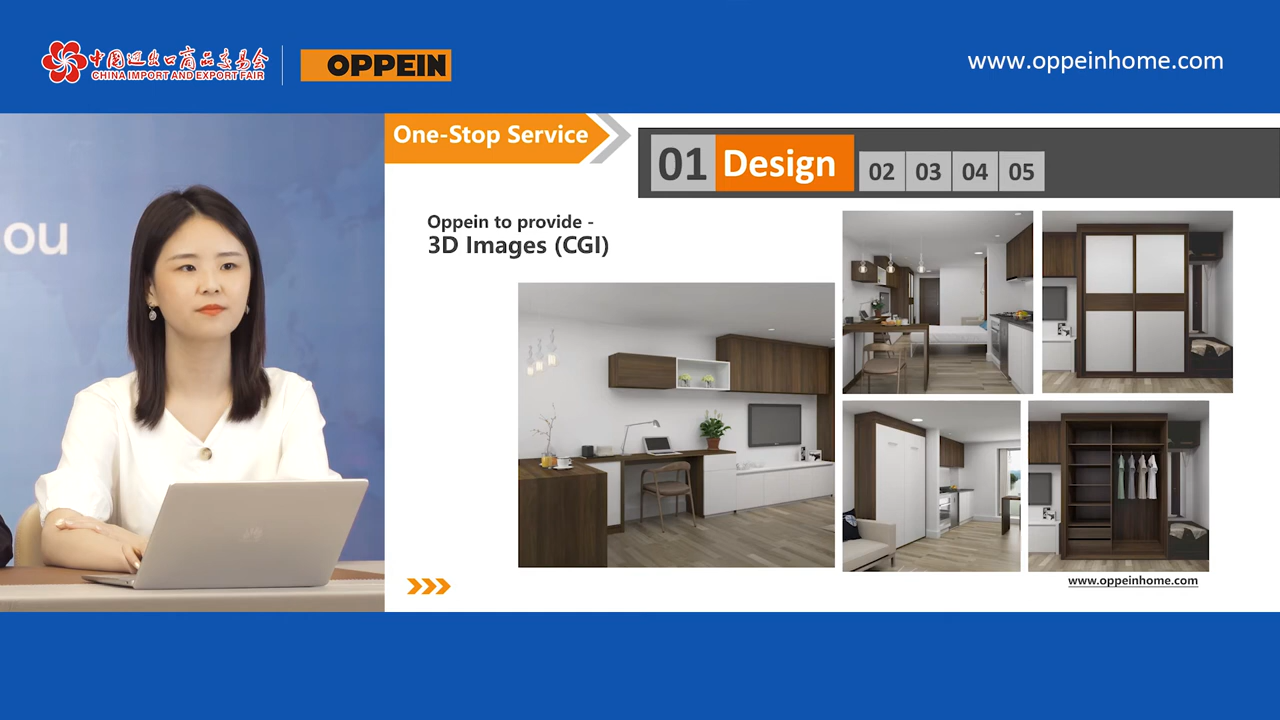 中国进出口商品交易会
CHINA IMPORT AND EXPORT FAIR
OPPEIN
www.oppeinhome.com
ou
One-Stop Service
01 Design 02 03 04 05
Oppein to provide -
3D Images (CGI)
www.oppeinhome.com